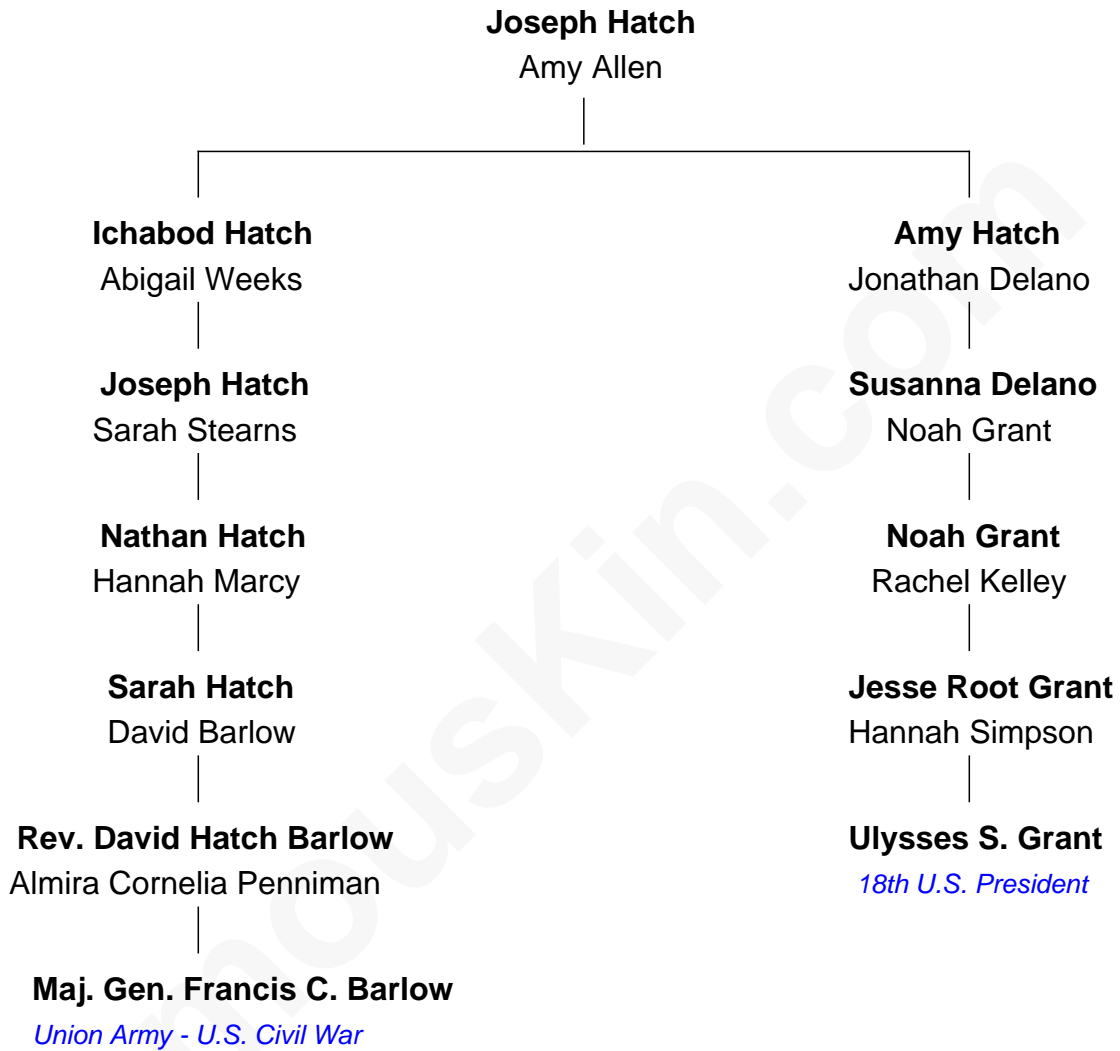 Joseph Hatch
Amy Allen
Ichabod Hatch
Abigail Weeks
Amy Hatch
Jonathan Delano
Joseph Hatch
Sarah Stearns
Susanna Delano
Noah Grant
Nathan Hatch
Hannah Marcy
Noah Grant
Rachel Kelley
Sarah Hatch
David Barlow
Jesse Root Grant
Hannah Simpson
Rev. David Hatch Barlow
Almira Cornelia Penniman
Ulysses S. Grant
18th U.S. President
Maj. Gen. Francis C. Barlow
Union Army - U.S. Civil War
mousKin.com